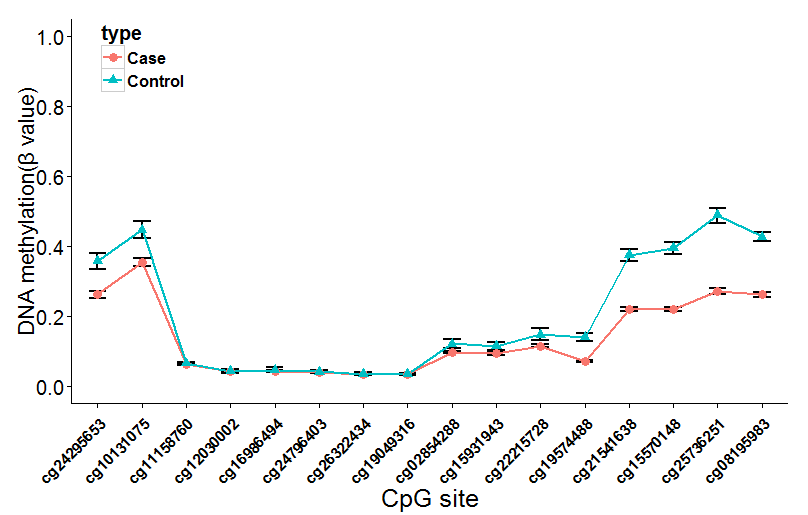 type
Case
Control
DNA methylation(β value)
1.0
0.8
0.6
0.4
0.2
0.0
cg24295653
cg10131075
cg11158760
cg12030002
cg16986494
cg24796403
cg26322434
cg19049316
cg02854288
cg15931943
cg22215728
cg19574488
cg21541638
cg15570148
cg25736251
cg08195983
CpG site